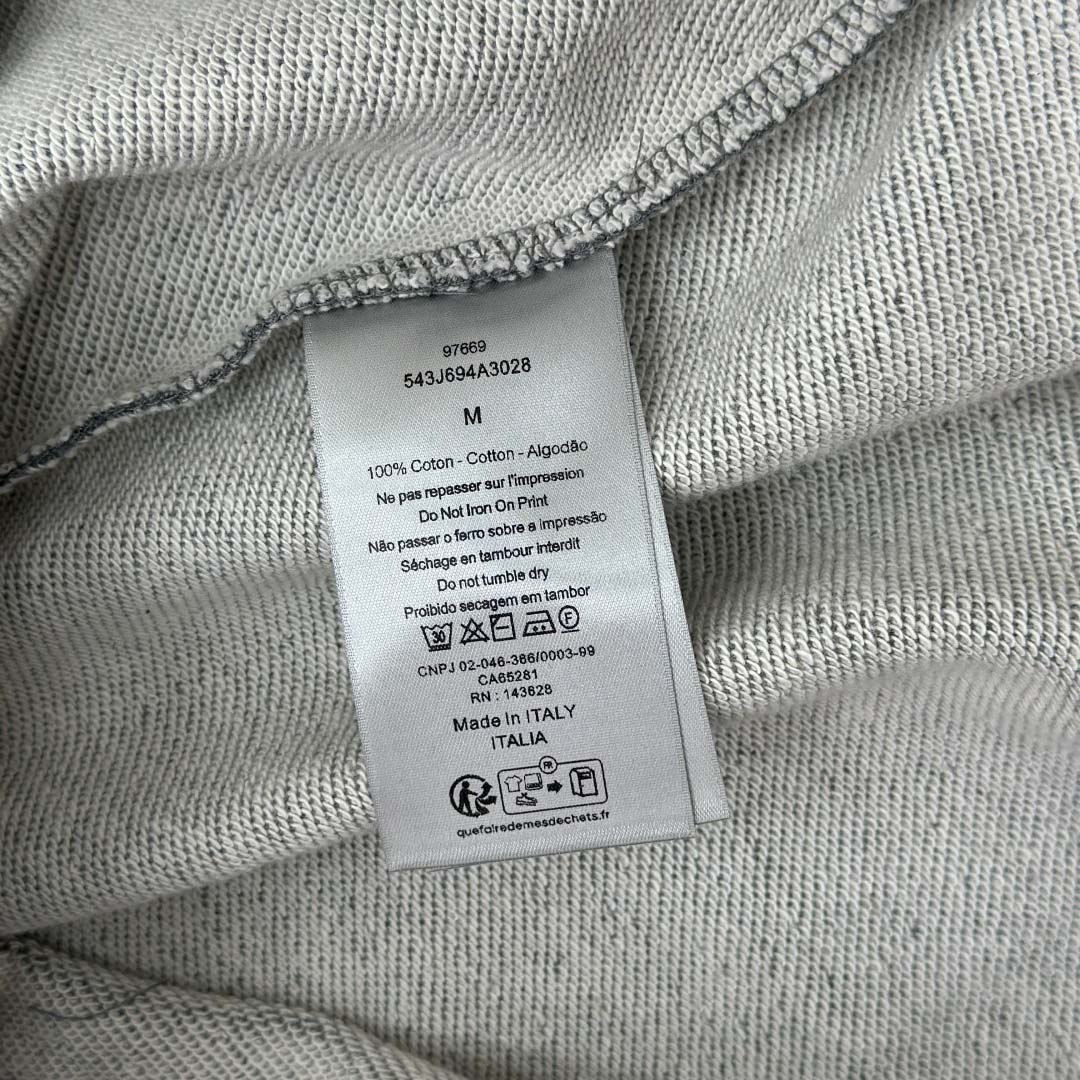 97669
543J694A3028
M
100% Coton - Cotton - Algodão
Ne pas repasser sur l'impression
Do Not Iron On Print
Não passar o ferro sobre a impressão
Séchage en tambour interdit
Do not tumble dry
Proibido secagem em tambor
30 F
CNPJ 02-046-386/0003-99
CA65281
RN : 143628
Made In ITALY
ITALIA
FR
quefairedemesdechets.fr